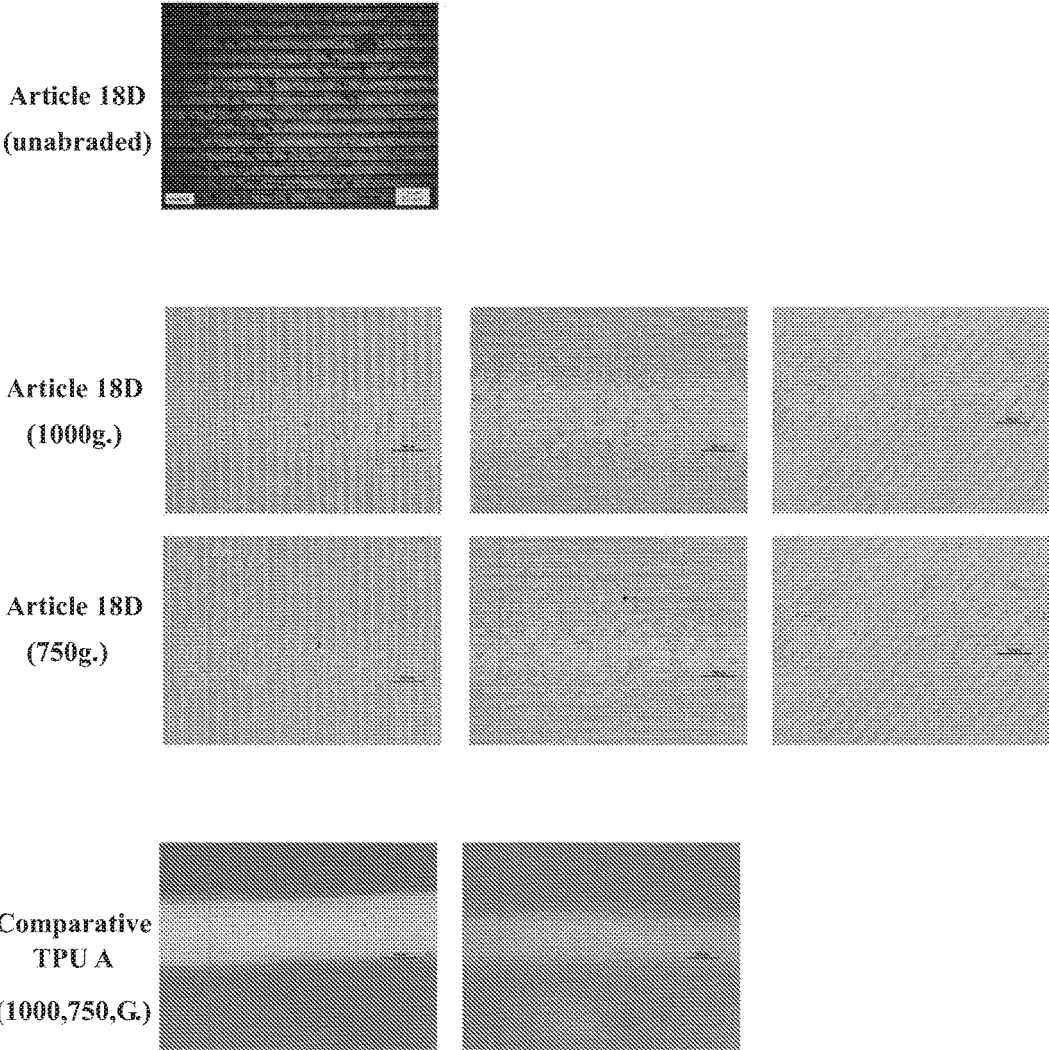 Article 18D
(unabraded)
Article 18D
(1000g.)
Article 18D
(750g.)
Comparative
TPU A
(1000,750,G.)